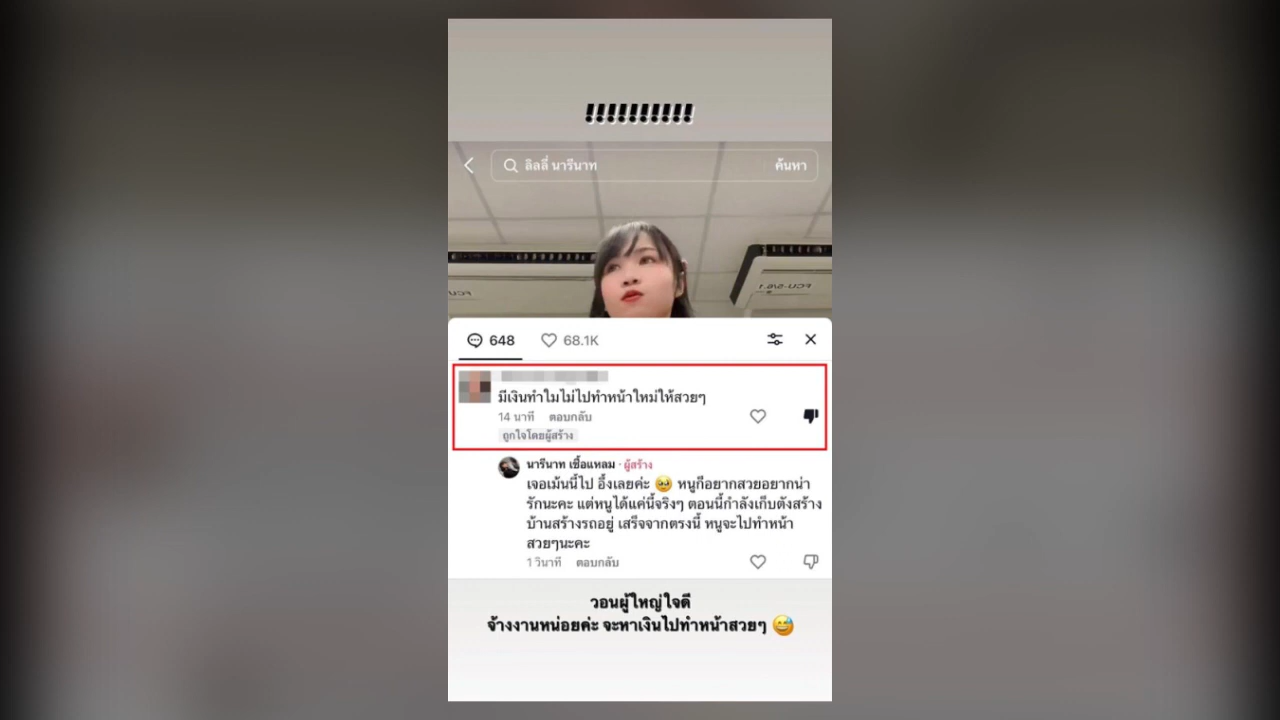 !!!!!!!!!!
ลิลลี่ นารีนาท
ค้นหา
648
68.1K
มีเงินทำใมไม่ไปทำหน้าใหม่ให้สวยๆ
14 นาที ตอบกลับ
ถูกใจโดยผู้สร้าง
นารีนาท เชื้อแหลม · ผู้สร้าง
เจอเม้นนี้ไป อึ้งเลยค่ะ 🥹 หนูก็อยากสวยอยากน่า
รักนะคะ แต่หนูได้แค่นี้จริงๆ ตอนนี้กำลังเก็บตังสร้าง
บ้านสร้างรถอยู่ เสร็จจากตรงนี้ หนูจะไปทำหน้า
สวยๆนะคะ
1 วินาที ตอบกลับ
วอนผู้ใหญ่ใจดี
จ้างงานหน่อยค่ะ จะหาเงินไปทำหน้าสวยๆ 😅